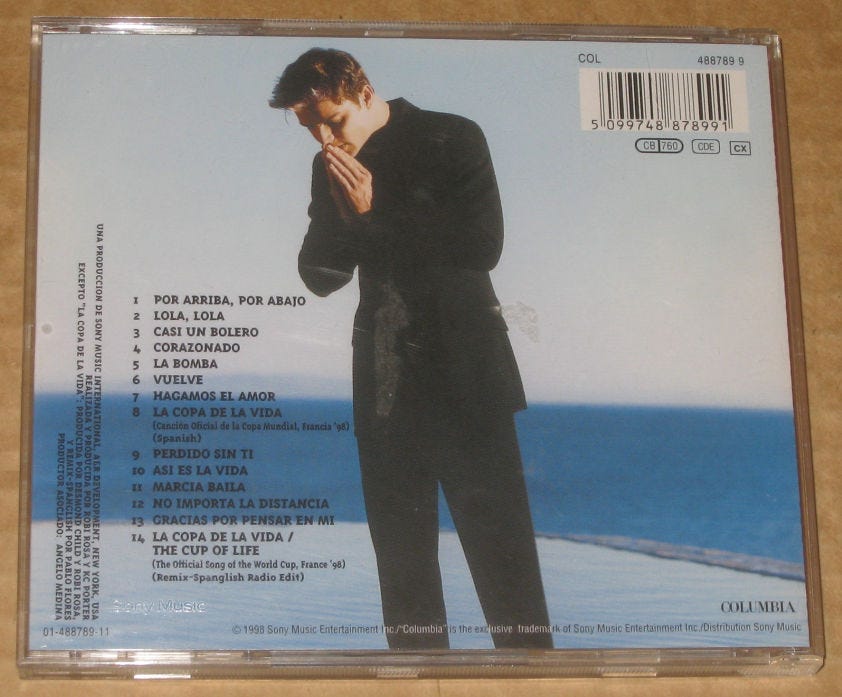 COL 488789 9
5 099748 878991
CB 760 CDE CX
1 POR ARRIBA, POR ABAJO
2 LOLA, LOLA
3 CASI UN BOLERO
4 CORAZONADO
5 LA BOMBA
6 VUELVE
7 HAGAMOS EL AMOR
8 LA COPA DE LA VIDA
(Canción Oficial de la Copa Mundial, Francia '98)
(Spanish)
9 PERDIDO SIN TI
10 ASI ES LA VIDA
11 MARCIA BAILA
12 NO IMPORTA LA DISTANCIA
13 GRACIAS POR PENSAR EN MI
14 LA COPA DE LA VIDA /
THE CUP OF LIFE
(The Official Song of the World Cup, France '98)
(Remix-Spanglish Radio Edit)
UNA PRODUCCION DE SONY MUSIC INTERNATIONAL, A&R DEVELOPMENT, NEW YORK, USA
REALIZADA Y PRODUCIDA POR ROBI ROSA Y KC PORTER
EXCEPTO "LA COPA DE LA VIDA": PRODUCIDA POR DESMOND CHILD Y ROBI ROSA,
Y REMIX-SPANGLISH POR PABLO FLORES
PRODUCTOR ASOCIADO: ANGELO MEDINA
Sony Music
COLUMBIA
01-488789-11
© 1998 Sony Music Entertainment Inc./"Columbia" is the exclusive trademark of Sony Music Entertainment Inc./Distribution Sony Music